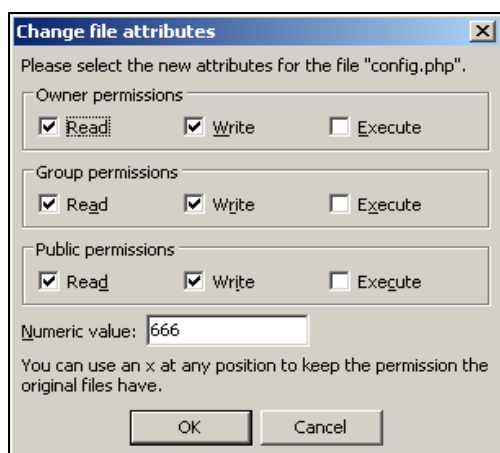 Change file attributes
Please select the new attributes for the file "config.php".
Owner permissions
Read Write Execute
Group permissions
Read Write Execute
Public permissions
Read Write Execute
Numeric value: 666
You can use an x at any position to keep the permission the
original files have.
OK Cancel